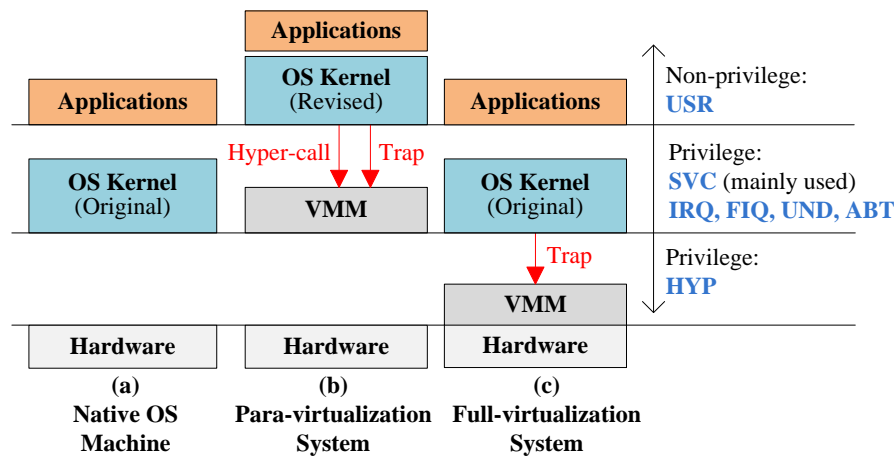 Applications
OS Kernel
(Revised)
Applications
Applications
Non-privilege:
USR
Hyper-call
Trap
OS Kernel
(Original)
VMM
OS Kernel
(Original)
Privilege:
SVC (mainly used)
IRQ, FIQ, UND, ABT
Trap
VMM
Privilege:
HYP
Hardware
Hardware
Hardware
(a)
Native OS
Machine
(b)
Para-virtualization
System
(c)
Full-virtualization
System